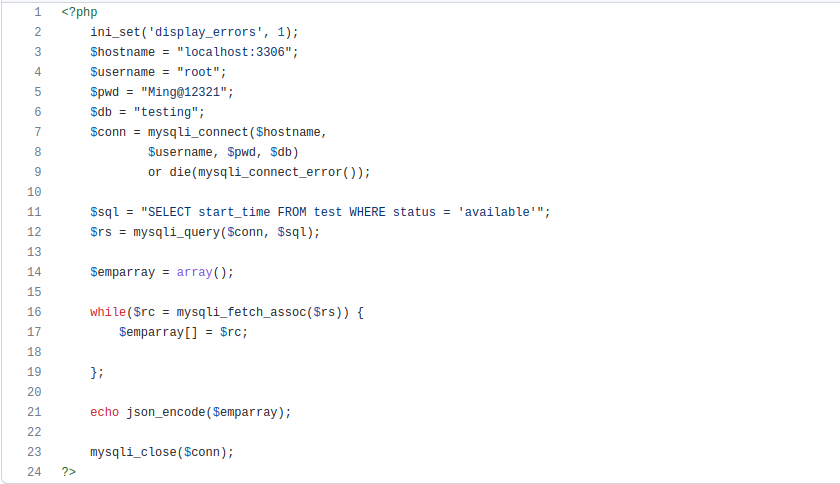 1 <?php
2 ini_set('display_errors', 1);
3 $hostname = "localhost:3306";
4 $username = "root";
5 $pwd = "Ming@12321";
6 $db = "testing";
7 $conn = mysqli_connect($hostname,
8 $username, $pwd, $db)
9 or die(mysqli_connect_error());
10
11 $sql = "SELECT start_time FROM test WHERE status = 'available'";
12 $rs = mysqli_query($conn, $sql);
13
14 $emparray = array();
15
16 while($rc = mysqli_fetch_assoc($rs)) {
17 $emparray[] = $rc;
18
19 };
20
21 echo json_encode($emparray);
22
23 mysqli_close($conn);
24 ?>